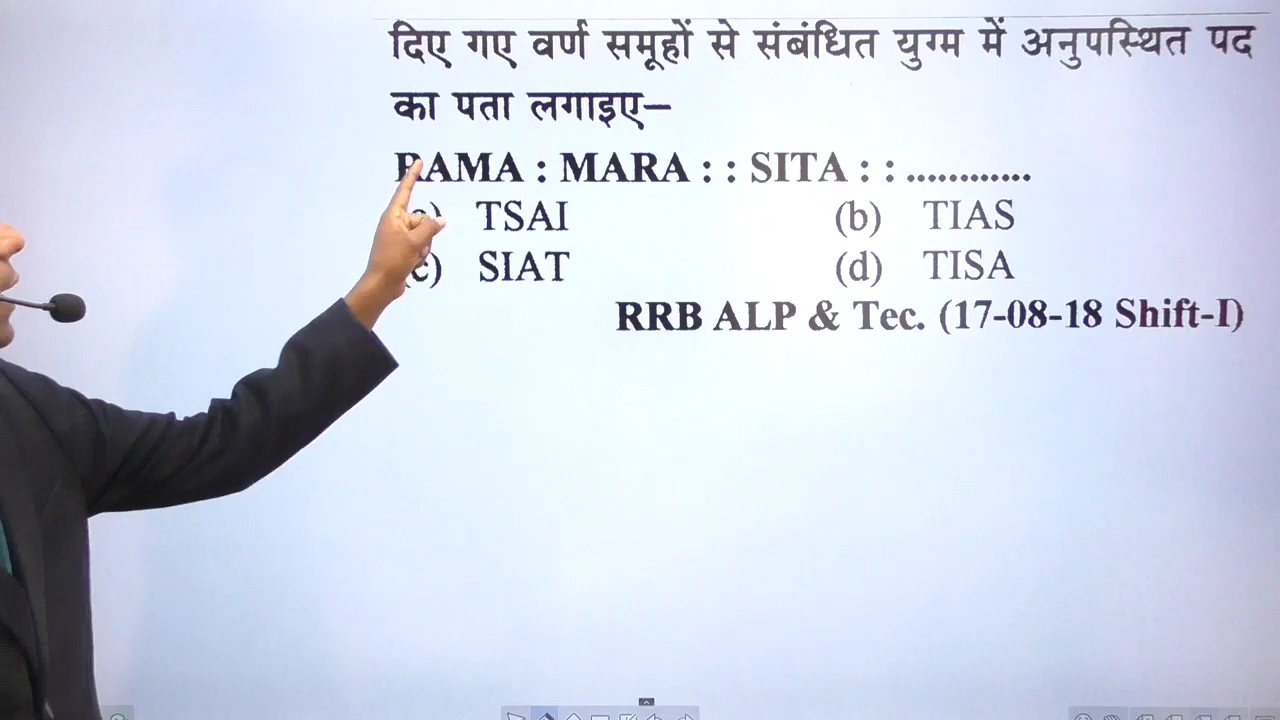 दिए गए वर्ण समूहों से संबंधित युग्म में अनुपस्थित पद
का पता लगाइए–
RAMA : MARA : : SITA : : ............
(a) TSAI (b) TIAS
(c) SIAT (d) TISA
RRB ALP & Tec. (17-08-18 Shift-I)